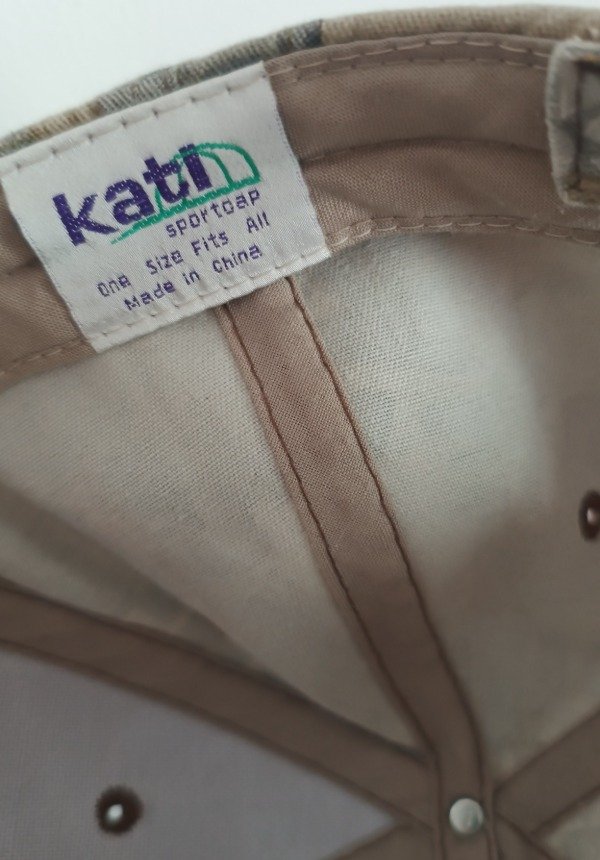 kati
sportcap
One Size Fits All
Made in China